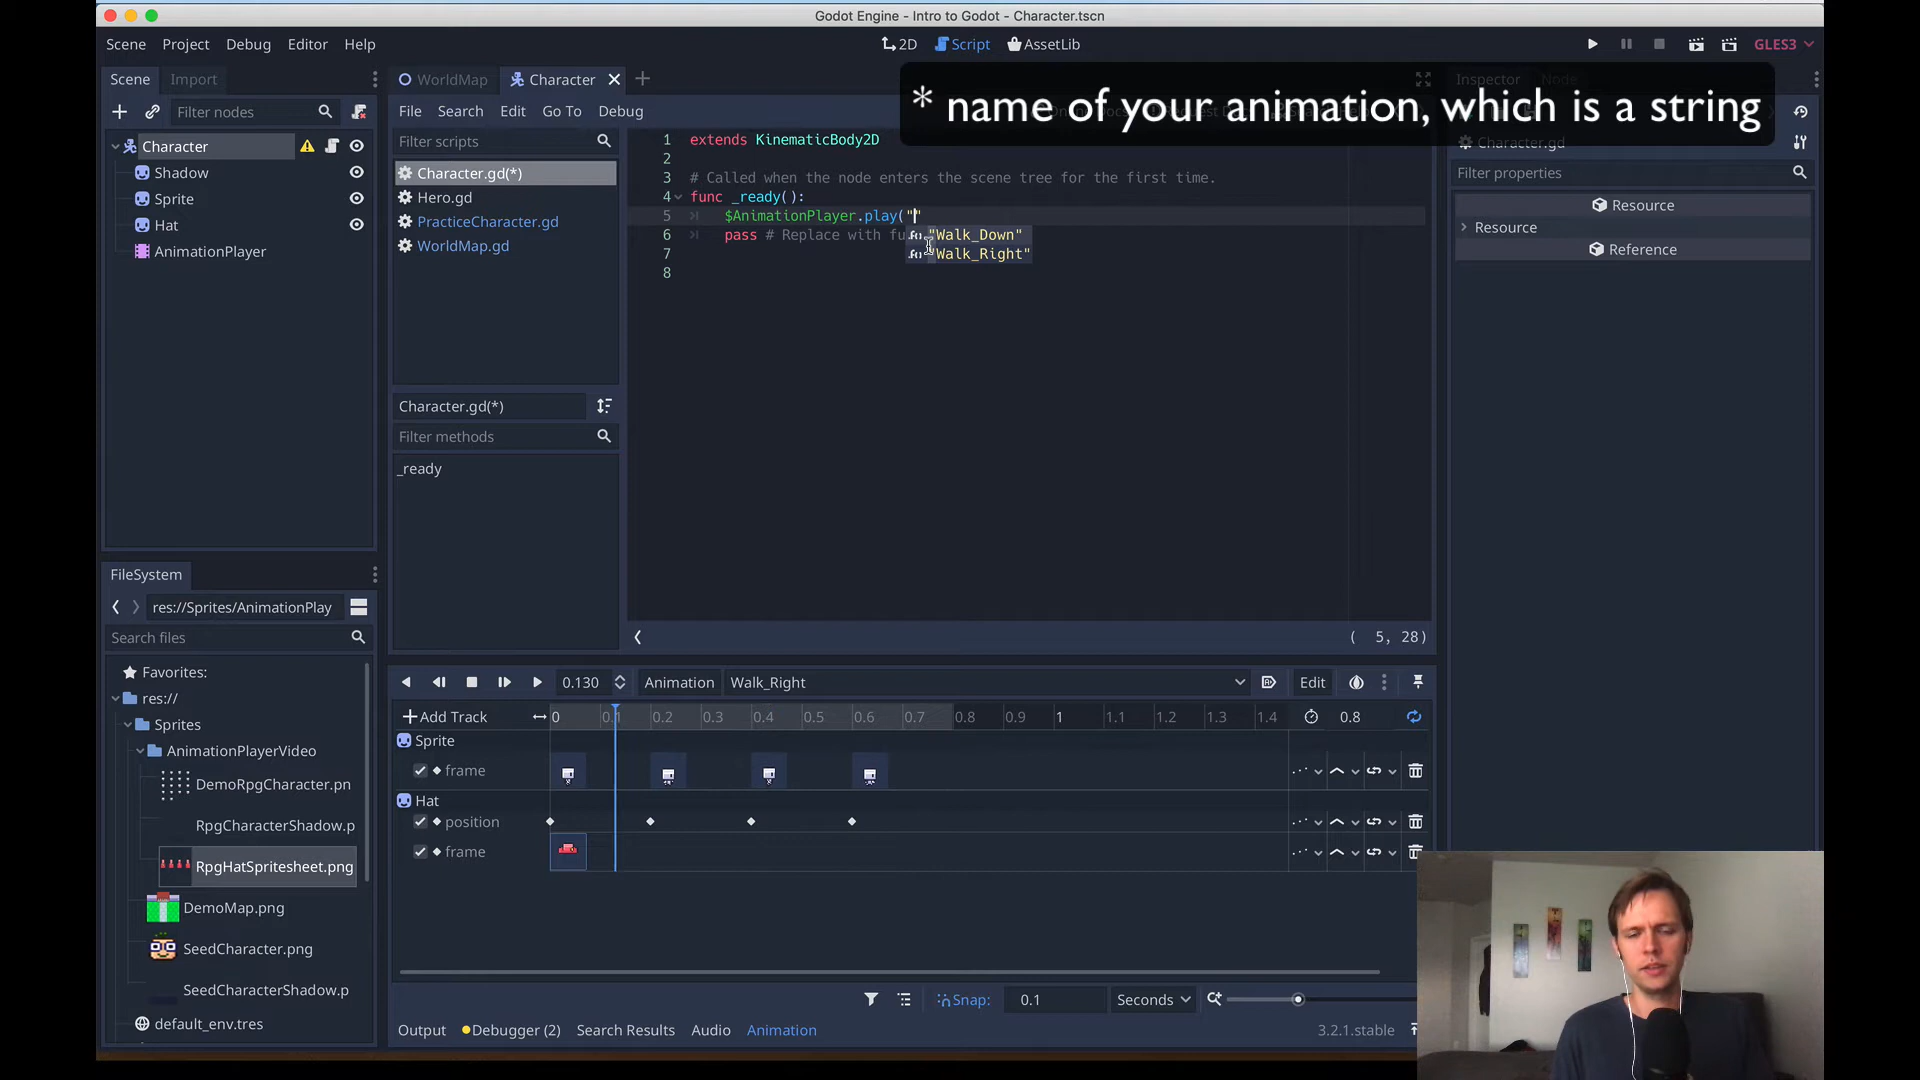 Godot Engine - Intro to Godot - Character.tscn
Scene Project Debug Editor Help
2D Script AssetLib
GLES3
* name of your animation, which is a string
Scene Import
Filter nodes
Character
Shadow
Sprite
Hat
AnimationPlayer
WorldMap Character
File Search Edit Go To Debug
Filter scripts
Character.gd(*)
Hero.gd
PracticeCharacter.gd
WorldMap.gd
Character.gd(*)
Filter methods
_ready
1 extends KinematicBody2D
2
3 # Called when the node enters the scene tree for the first time.
4 func _ready():
5 $AnimationPlayer.play(""
6 pass # Replace with fu
7
8
"Walk_Down"
"Walk_Right"
( 5, 28)
Inspector Node
Character.gd
Filter properties
Resource
Resource
Reference
FileSystem
res://Sprites/AnimationPlay
Search files
Favorites:
res://
Sprites
AnimationPlayerVideo
DemoRpgCharacter.pn
RpgCharacterShadow.p
RpgHatSpritesheet.png
DemoMap.png
SeedCharacter.png
SeedCharacterShadow.p
default_env.tres
0.130 Animation Walk_Right Edit
Add Track 0 0.1 0.2 0.3 0.4 0.5 0.6 0.7 0.8 0.9 1 1.1 1.2 1.3 1.4 0.8
Sprite
frame
Hat
position
frame
Snap: 0.1 Seconds
Output Debugger (2) Search Results Audio Animation 3.2.1.stable